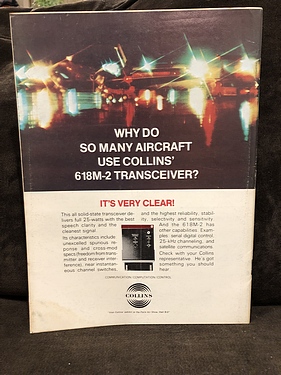 WHY DO
SO MANY AIRCRAFT
USE COLLINS'
618M-2 TRANSCEIVER?
IT'S VERY CLEAR!
This all solid-state transceiver de-
livers full 25-watts with the best
speech clarity and the
cleanest signal.
Its characteristics include:
unexcelled spurious re-
sponse and cross-mod
specs (freedom from trans-
mitter and receiver inter-
ference), near instantan-
eous channel switches,
and the highest reliability, stabil-
ity, selectivity and sensitivity.
And the 618M-2 has
other capabilities. Exam-
ples: serial digital control,
25-kHz channeling, and
satellite communications.
Check with your Collins
representative. He's got
something you should
hear.
COMMUNICATION / COMPUTATION / CONTROL
COLLINS